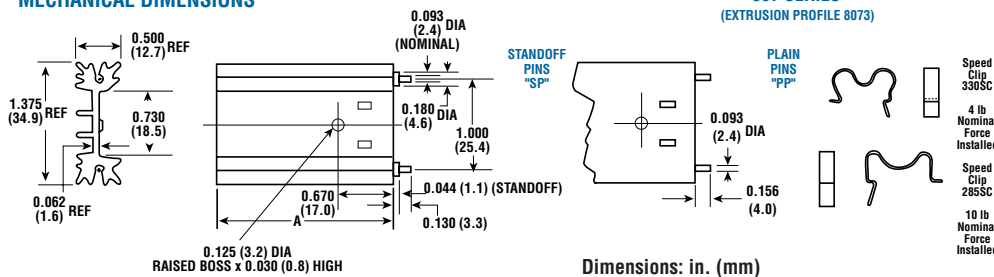 MECHANICAL DIMENSIONS
(EXTRUSION PROFILE 8073)
0.500
(12.7) REF
1.375
(34.9) REF
0.730
(18.5)
0.062
(1.6) REF
0.093
(2.4) DIA
(NOMINAL)
0.180 DIA
(4.6)
1.000
(25.4)
0.670
(17.0)
A
0.044 (1.1) (STANDOFF)
0.130 (3.3)
0.125 (3.2) DIA
RAISED BOSS x 0.030 (0.8) HIGH
STANDOFF
PINS
"SP"
PLAIN
PINS
"PP"
0.093
(2.4) DIA
0.156
(4.0)
Speed
Clip
330SC
4 lb
Force
Speed
Clip
285SC
10 lb
Force
Dimensions: in. (mm)